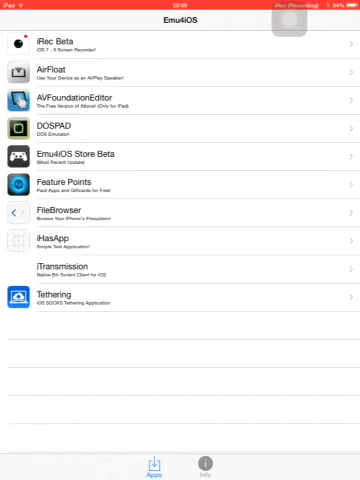 iPad
22:09
iRec (Recording)
94%
Emu4iOS
iRec Beta
iOS 7 - 9 Screen Recorder!
AirFloat
Use Your Device as an AirPlay Speaker!
AVFoundationEditor
The Free Version of iMovie! (Only for iPad)
DOSPAD
DOS Emulator!
Emu4iOS Store Beta
(Most Recent Update)
Feature Points
Paid-Apps and Giftcards for Free!
FileBrowser
Browse Your iPhone's Filesystem!
iHasApp
Simple Test Application!
iTransmission
Native Bit-Torrent Client for iOS.
Tethering
iOS SOCKS Tethering Application
Apps
Info